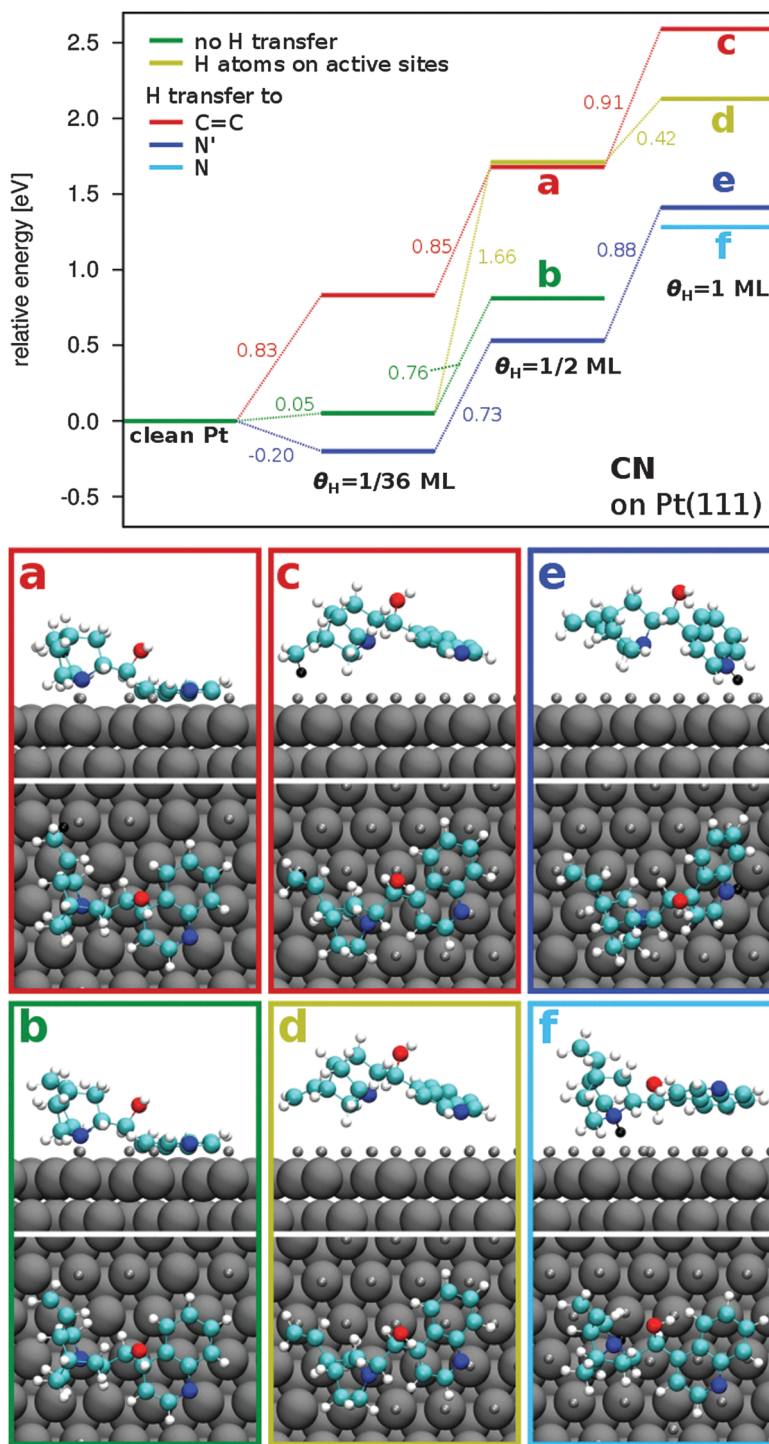 2.5
2.0
1.5
1.0
0.5
0.0
-0.5
relative energy [eV]
no H transfer
H atoms on active sites
H transfer to
C=C
N'
N
c
0.91
d
0.42
a
e
0.85
1.66
0.88
f
b
θH=1 ML
0.83
0.76
θH=1/2 ML
0.05
0.73
clean Pt
-0.20
θH=1/36 ML
CN
on Pt(111)
a
c
e
b
d
f